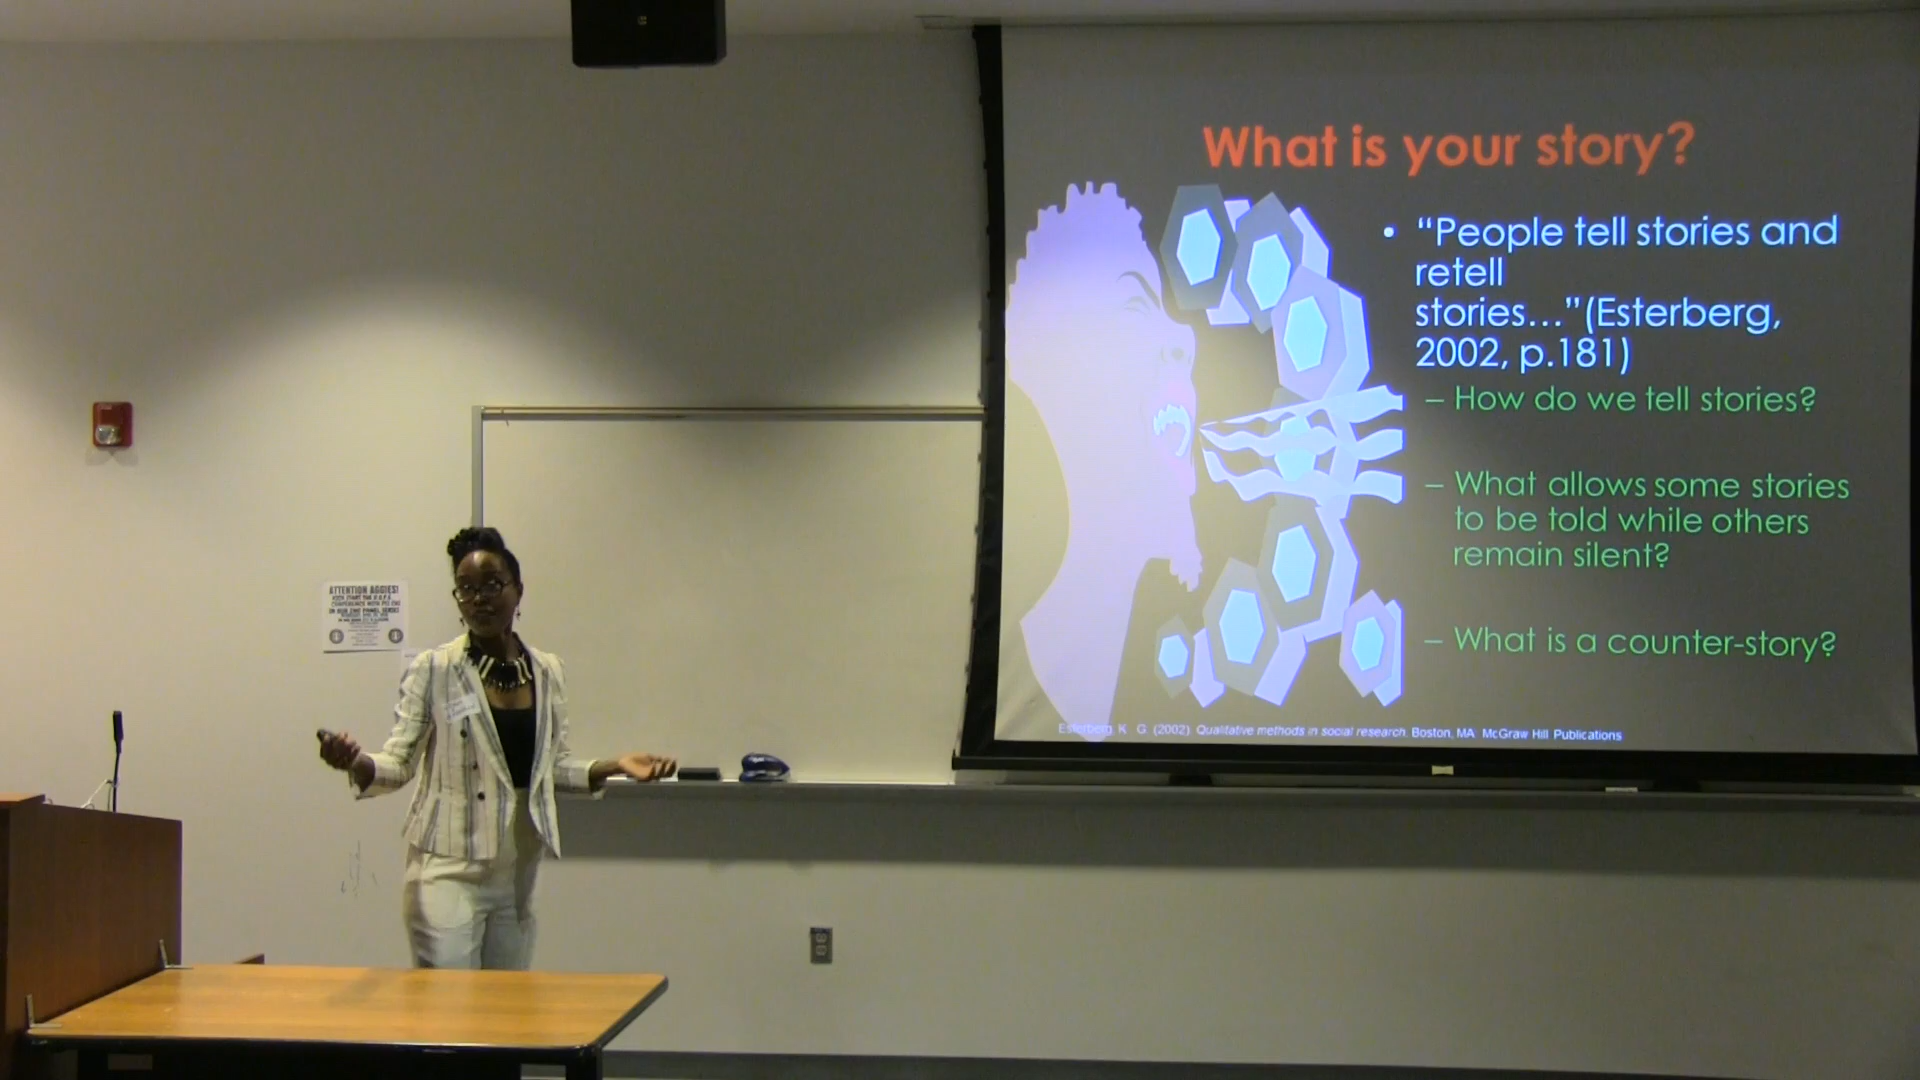 What is your story?
• “People tell stories and
retell
stories…”(Esterberg,
2002, p.181)
– How do we tell stories?
– What allows some stories
to be told while others
remain silent?
– What is a counter-story?
Esterberg, K. G. (2002) Qualitative methods in social research. Boston, MA McGraw Hill Publications
ATTENTION AGGIES!